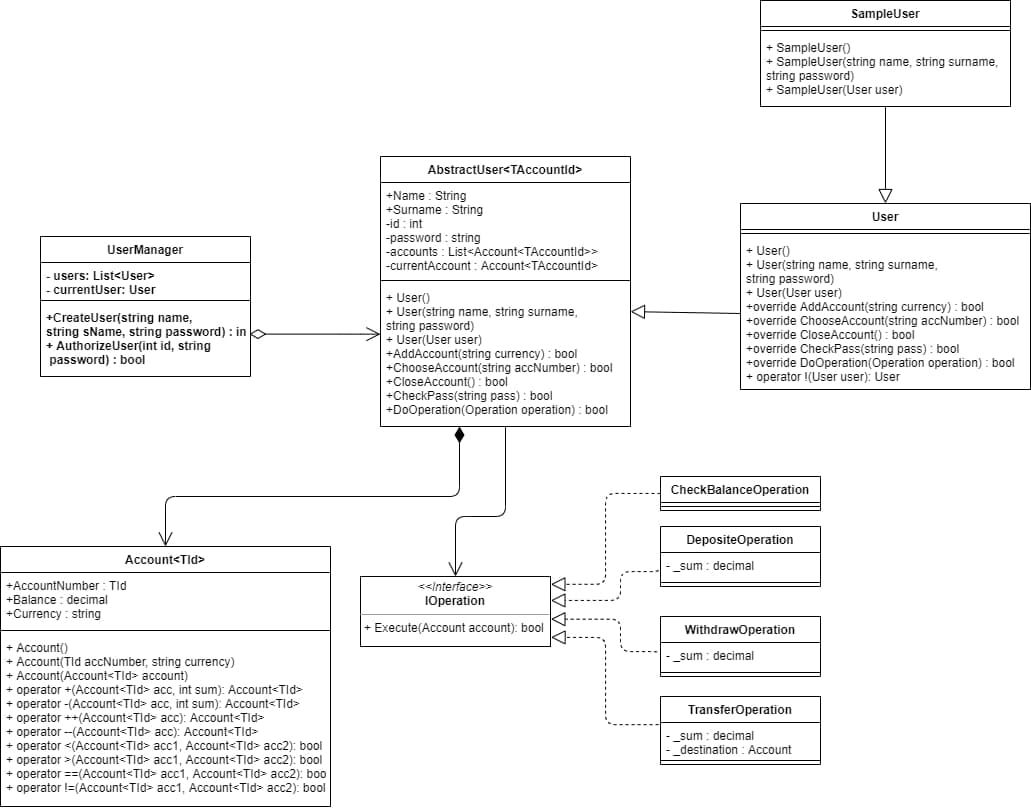 SampleUser
+ SampleUser()
+ SampleUser(string name, string surname,
string password)
+ SampleUser(User user)
AbstractUser<TAccountId>
+Name : String
+Surname : String
-id : int
-password : string
-accounts : List<Account<TAccountId>>
-currentAccount : Account<TAccountId>
+ User()
+ User(string name, string surname,
string password)
+ User(User user)
+AddAccount(string currency) : bool
+ChooseAccount(string accNumber) : bool
+CloseAccount() : bool
+CheckPass(string pass) : bool
+DoOperation(Operation operation) : bool
User
+ User()
+ User(string name, string surname,
string password)
+ User(User user)
+override AddAccount(string currency) : bool
+override ChooseAccount(string accNumber) : bool
+override CloseAccount() : bool
+override CheckPass(string pass) : bool
+override DoOperation(Operation operation) : bool
+ operator !(User user): User
UserManager
- users: List<User>
- currentUser: User
+CreateUser(string name,
string sName, string password) : in
+ AuthorizeUser(int id, string
password) : bool
Account<TId>
+AccountNumber : TId
+Balance : decimal
+Currency : string
+ Account()
+ Account(TId accNumber, string currency)
+ Account(Account<TId> account)
+ operator +(Account<TId> acc, int sum): Account<TId>
+ operator -(Account<TId> acc, int sum): Account<TId>
+ operator ++(Account<TId> acc): Account<TId>
+ operator --(Account<TId> acc): Account<TId>
+ operator <(Account<TId> acc1, Account<TId> acc2): bool
+ operator >(Account<TId> acc1, Account<TId> acc2): bool
+ operator ==(Account<TId> acc1, Account<TId> acc2): boo
+ operator !=(Account<TId> acc1, Account<TId> acc2): bool
<<Interface>>
IOperation
+ Execute(Account account): bool
CheckBalanceOperation
DepositeOperation
- _sum : decimal
WithdrawOperation
- _sum : decimal
TransferOperation
- _sum : decimal
- _destination : Account